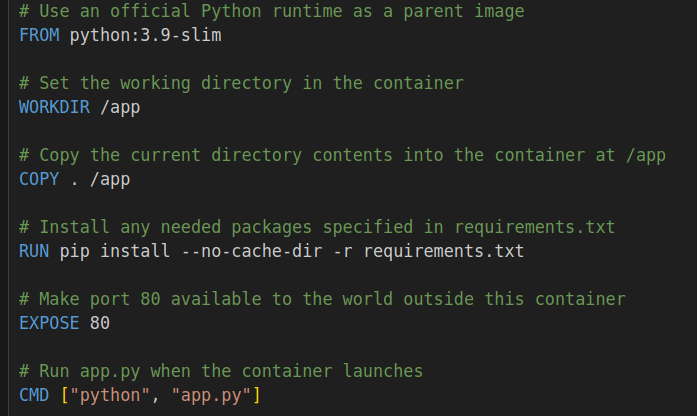 # Use an official Python runtime as a parent image
FROM python:3.9-slim
# Set the working directory in the container
WORKDIR /app
# Copy the current directory contents into the container at /app
COPY . /app
# Install any needed packages specified in requirements.txt
RUN pip install --no-cache-dir -r requirements.txt
# Make port 80 available to the world outside this container
EXPOSE 80
# Run app.py when the container launches
CMD ["python", "app.py"]